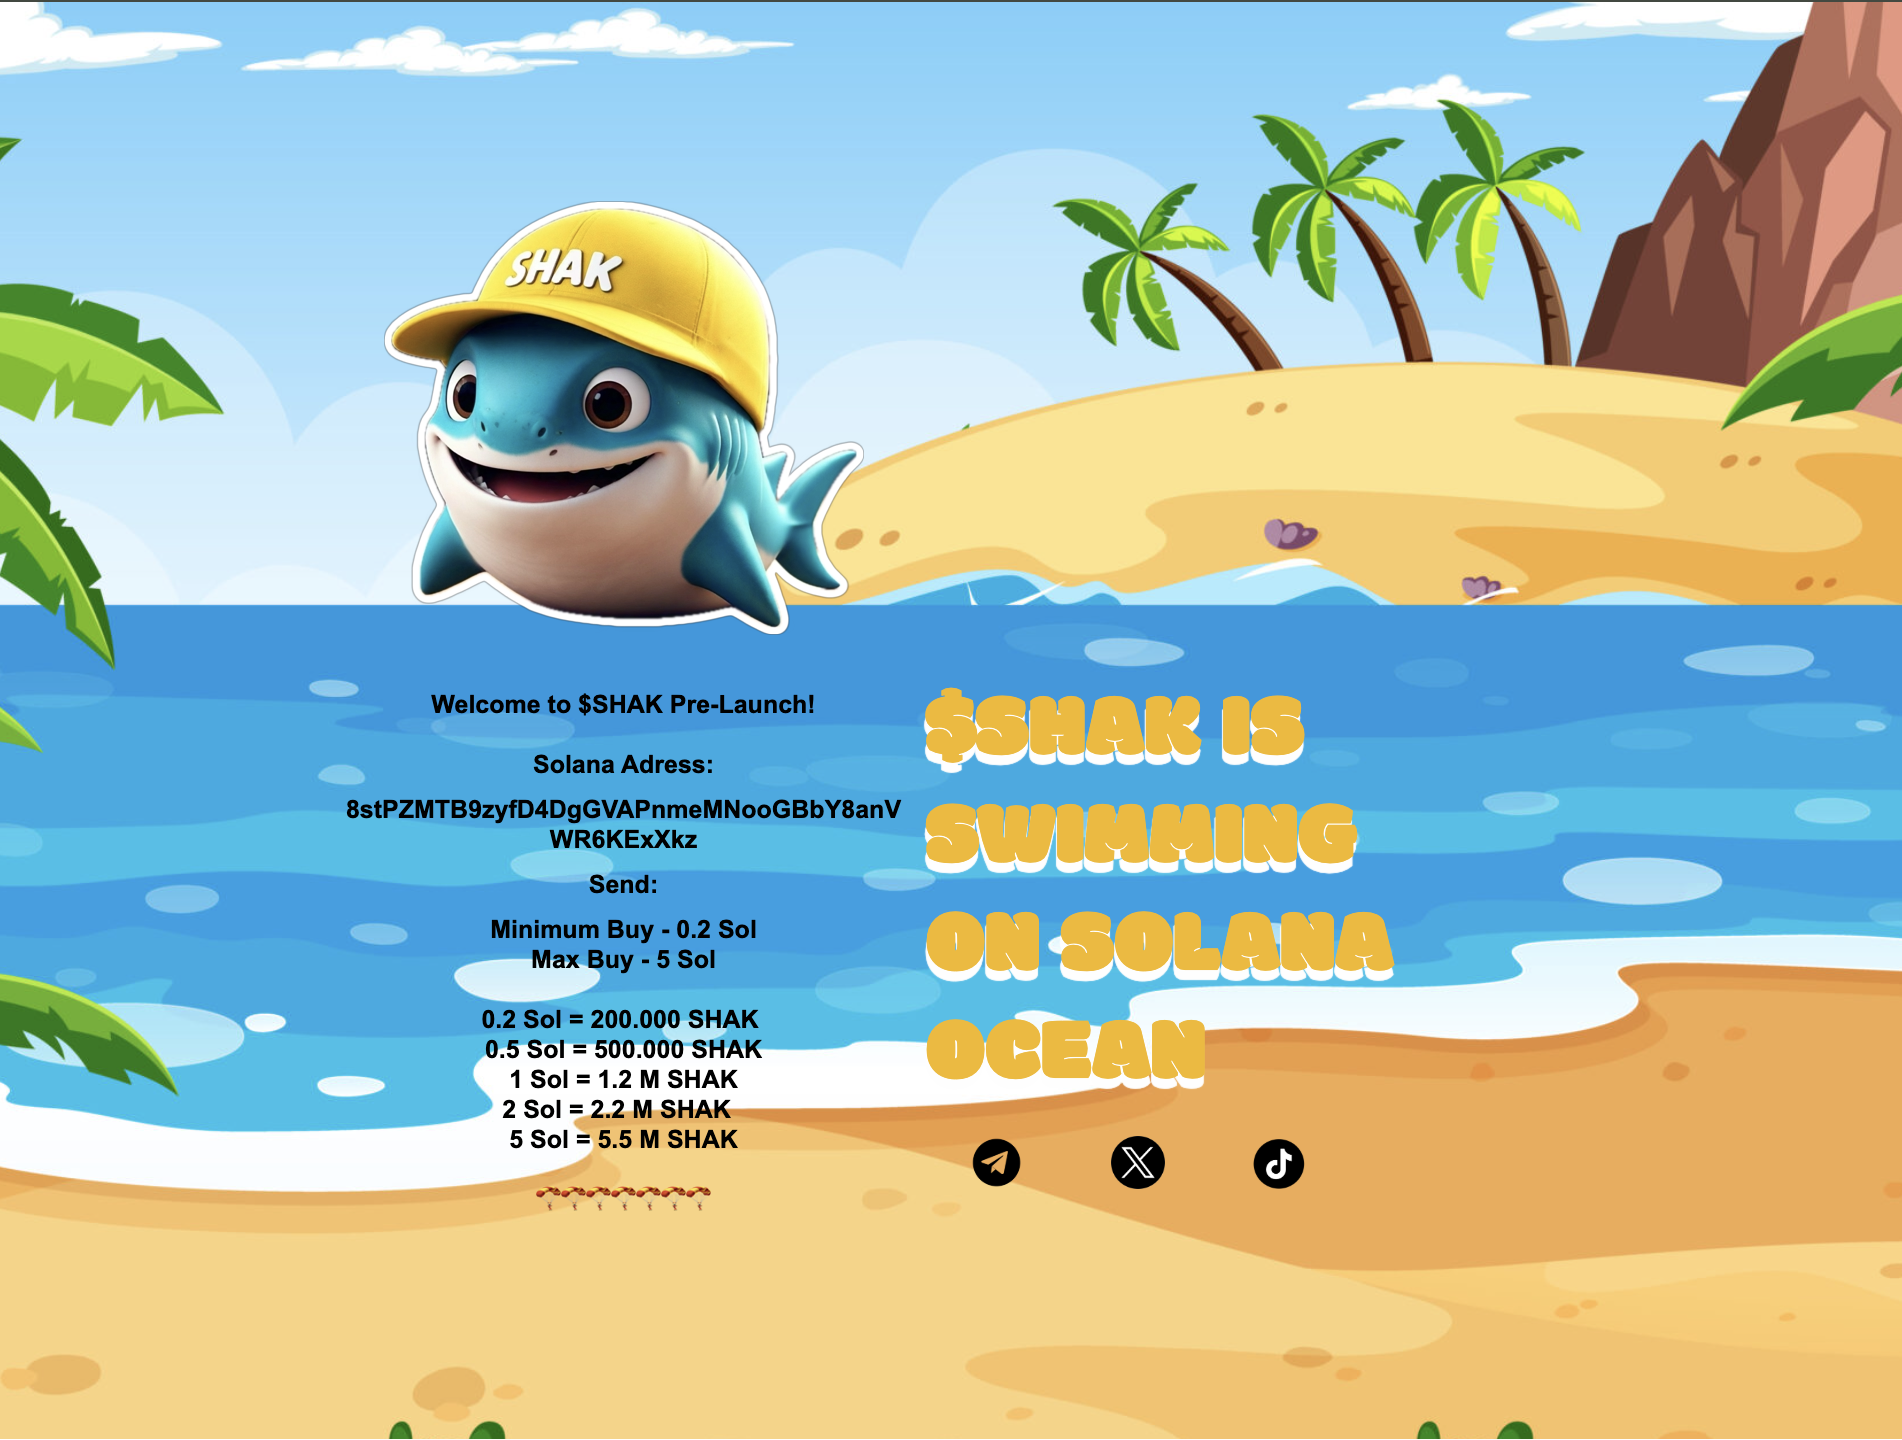 SHAK
Welcome to $SHAK Pre-Launch!
Solana Adress:
8stPZMTB9zyfD4DgGVAPnmeMNooGBbY8anV
WR6KExXkz
Send:
Minimum Buy - 0.2 Sol
Max Buy - 5 Sol
0.2 Sol = 200.000 SHAK
0.5 Sol = 500.000 SHAK
1 Sol = 1.2 M SHAK
2 Sol = 2.2 M SHAK
5 Sol = 5.5 M SHAK
$SHAK IS
SWIMMING
ON SOLANA
OCEAN